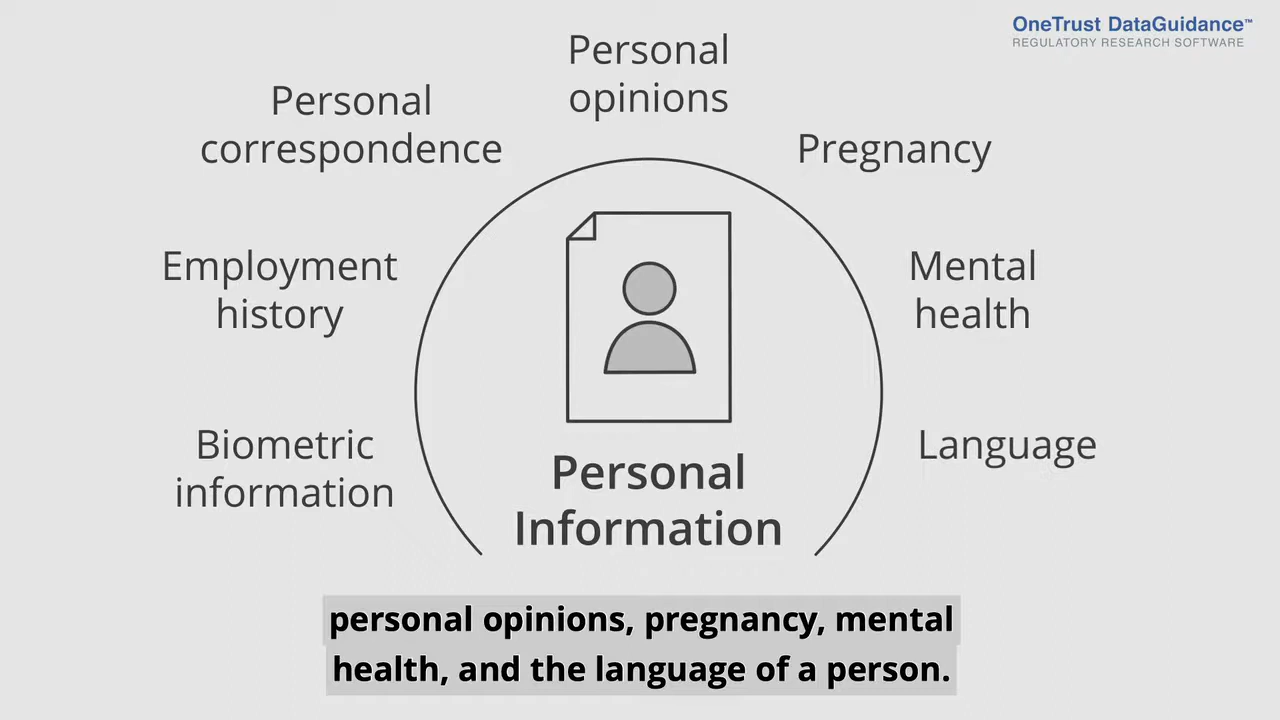 OneTrust DataGuidance™
REGULATORY RESEARCH SOFTWARE
Personal
opinions
Personal
correspondence
Pregnancy
Employment
history
Mental
health
Biometric
information
Language
Personal
Information
personal opinions, pregnancy, mental
health, and the language of a person.